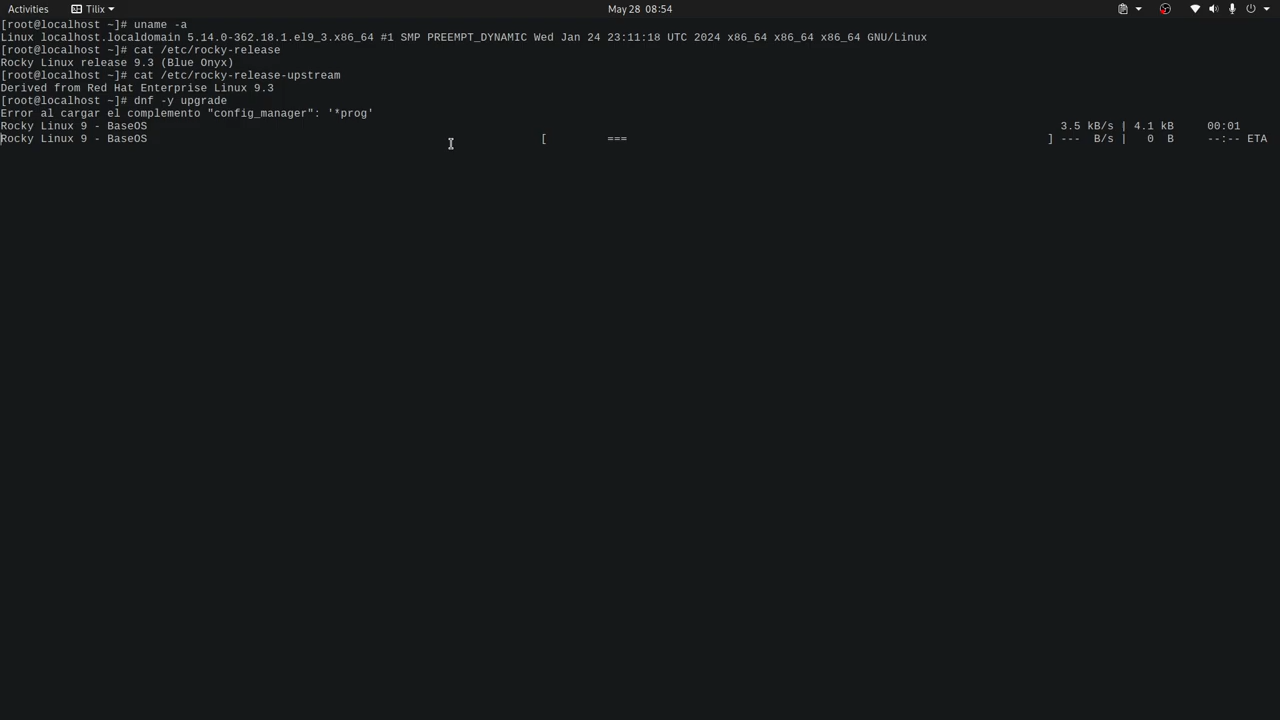 Activities Tilix May 28 08:54
[root@localhost ~]# uname -a
Linux localhost.localdomain 5.14.0-362.18.1.el9_3.x86_64 #1 SMP PREEMPT_DYNAMIC Wed Jan 24 23:11:18 UTC 2024 x86_64 x86_64 x86_64 GNU/Linux
[root@localhost ~]# cat /etc/rocky-release
Rocky Linux release 9.3 (Blue Onyx)
[root@localhost ~]# cat /etc/rocky-release-upstream
Derived from Red Hat Enterprise Linux 9.3
[root@localhost ~]# dnf -y upgrade
Error al cargar el complemento "config_manager": '*prog'
Rocky Linux 9 - BaseOS 3.5 kB/s | 4.1 kB 00:01
Rocky Linux 9 - BaseOS [ === ] --- B/s | 0 B --:-- ETA